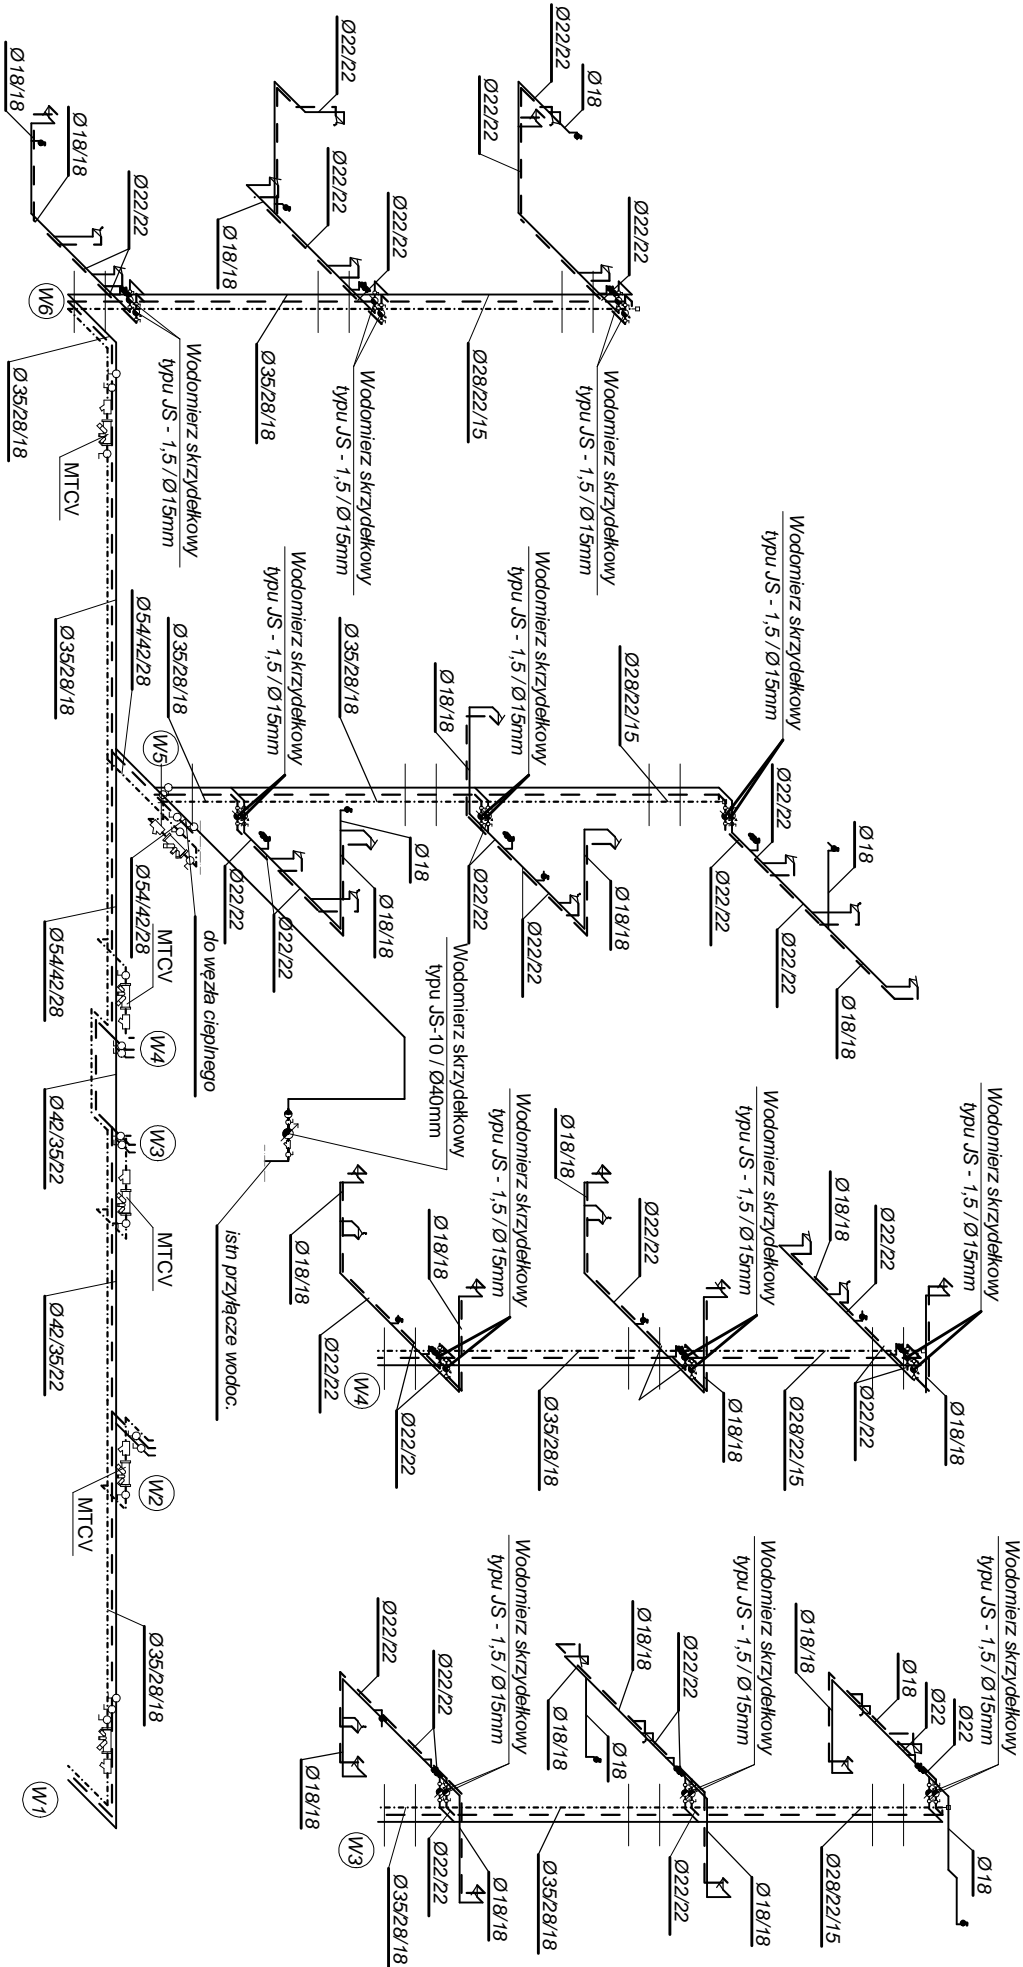 Ø18
Ø22/22
Ø22/22
Ø22/22
Wodomierz skrzydełkowy
typu JS - 1,5 / Ø15mm
Ø28/22/15
Ø22/22
Ø22/22
Ø22/22
Wodomierz skrzydełkowy
typu JS - 1,5 / Ø15mm
Ø18/18
Ø35/28/18
Ø18/18
Ø18/18
Ø22/22
Wodomierz skrzydełkowy
typu JS - 1,5 / Ø15mm
W6
Ø35/28/18
MTCV
Ø35/28/18
Wodomierz skrzydełkowy
typu JS - 1,5 / Ø15mm
Ø22/22
Ø18
Ø22/22
Ø22/22
Ø18/18
Ø28/22/15
Wodomierz skrzydełkowy
typu JS - 1,5 / Ø15mm
Ø18/18
Ø22/22
Ø22/22
Ø18/18
Ø35/28/18
Wodomierz skrzydełkowy
typu JS - 1,5 / Ø15mm
Ø18
Ø18/18
Ø22/22
Ø22/22
Ø35/28/18
Ø54/42/28
W5
Ø54/42/28
do węzła cieplnego
Wodomierz skrzydełkowy
typu JS-10 / Ø40mm
istn przyłącze wodoc.
MTCV
Ø54/42/28
W4
Ø42/35/22
W3
MTCV
Ø42/35/22
Wodomierz skrzydełkowy
typu JS - 1,5 / Ø15mm
Ø22/22
Ø18/18
Ø18/18
Ø22/22
Ø28/22/15
Wodomierz skrzydełkowy
typu JS - 1,5 / Ø15mm
Ø18/18
Ø22/22
Ø18/18
Ø35/28/18
Wodomierz skrzydełkowy
typu JS - 1,5 / Ø15mm
Ø18/18
Ø18/18
Ø22/22
Ø22/22
W4
W2
MTCV
Wodomierz skrzydełkowy
typu JS - 1,5 / Ø15mm
Ø18/18
Ø18
Ø22
Ø22
Ø18
Ø28/22/15
Wodomierz skrzydełkowy
typu JS - 1,5 / Ø15mm
Ø22/22
Ø18/18
Ø18/18
Ø18
Ø18/18
Ø22/22
Ø35/28/18
Wodomierz skrzydełkowy
typu JS - 1,5 / Ø15mm
Ø22/22
Ø22/22
Ø18/18
Ø18/18
Ø22/22
Ø35/28/18
W3
Ø35/28/18
W1